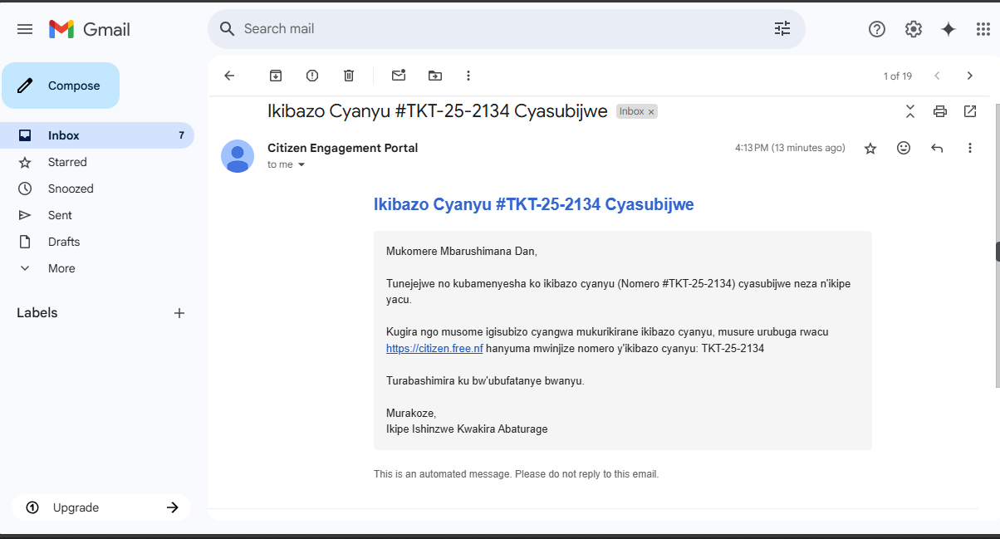 Gmail
Search mail
Compose
1 of 19
Inbox 7
Starred
Snoozed
Sent
Drafts
More
Labels
Upgrade
Ikibazo Cyanyu #TKT-25-2134 Cyasubijwe Inbox ×
Citizen Engagement Portal
4:13 PM (13 minutes ago)
to me
Ikibazo Cyanyu #TKT-25-2134 Cyasubijwe
Mukomere Mbarushimana Dan,
Tunejejwe no kubamenyesha ko ikibazo cyanyu (Nomero #TKT-25-2134) cyasubijwe neza n'ikipe
yacu.
Kugira ngo musome igisubizo cyangwa mukurikirane ikibazo cyanyu, musure urubuga rwacu
https://citizen.free.nf hanyuma mwinjize nomero y'ikibazo cyanyu: TKT-25-2134
Turabashimira ku bw'ubufatanye bwanyu.
Murakoze,
Ikipe Ishinzwe Kwakira Abaturage
This is an automated message. Please do not reply to this email.